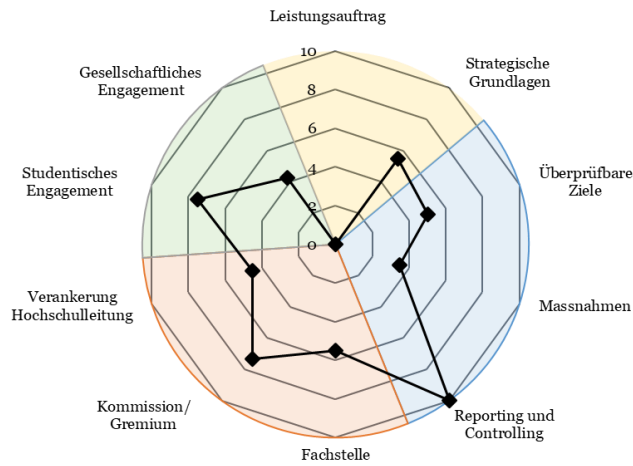 Leistungsauftrag
Strategische
Grundlagen
Überprüfbare
Ziele
Massnahmen
Reporting und
Controlling
Fachstelle
Kommission/
Gremium
Verankerung
Hochschulleitung
Studentisches
Engagement
Gesellschaftliches
Engagement
10
8
6
4
2
0